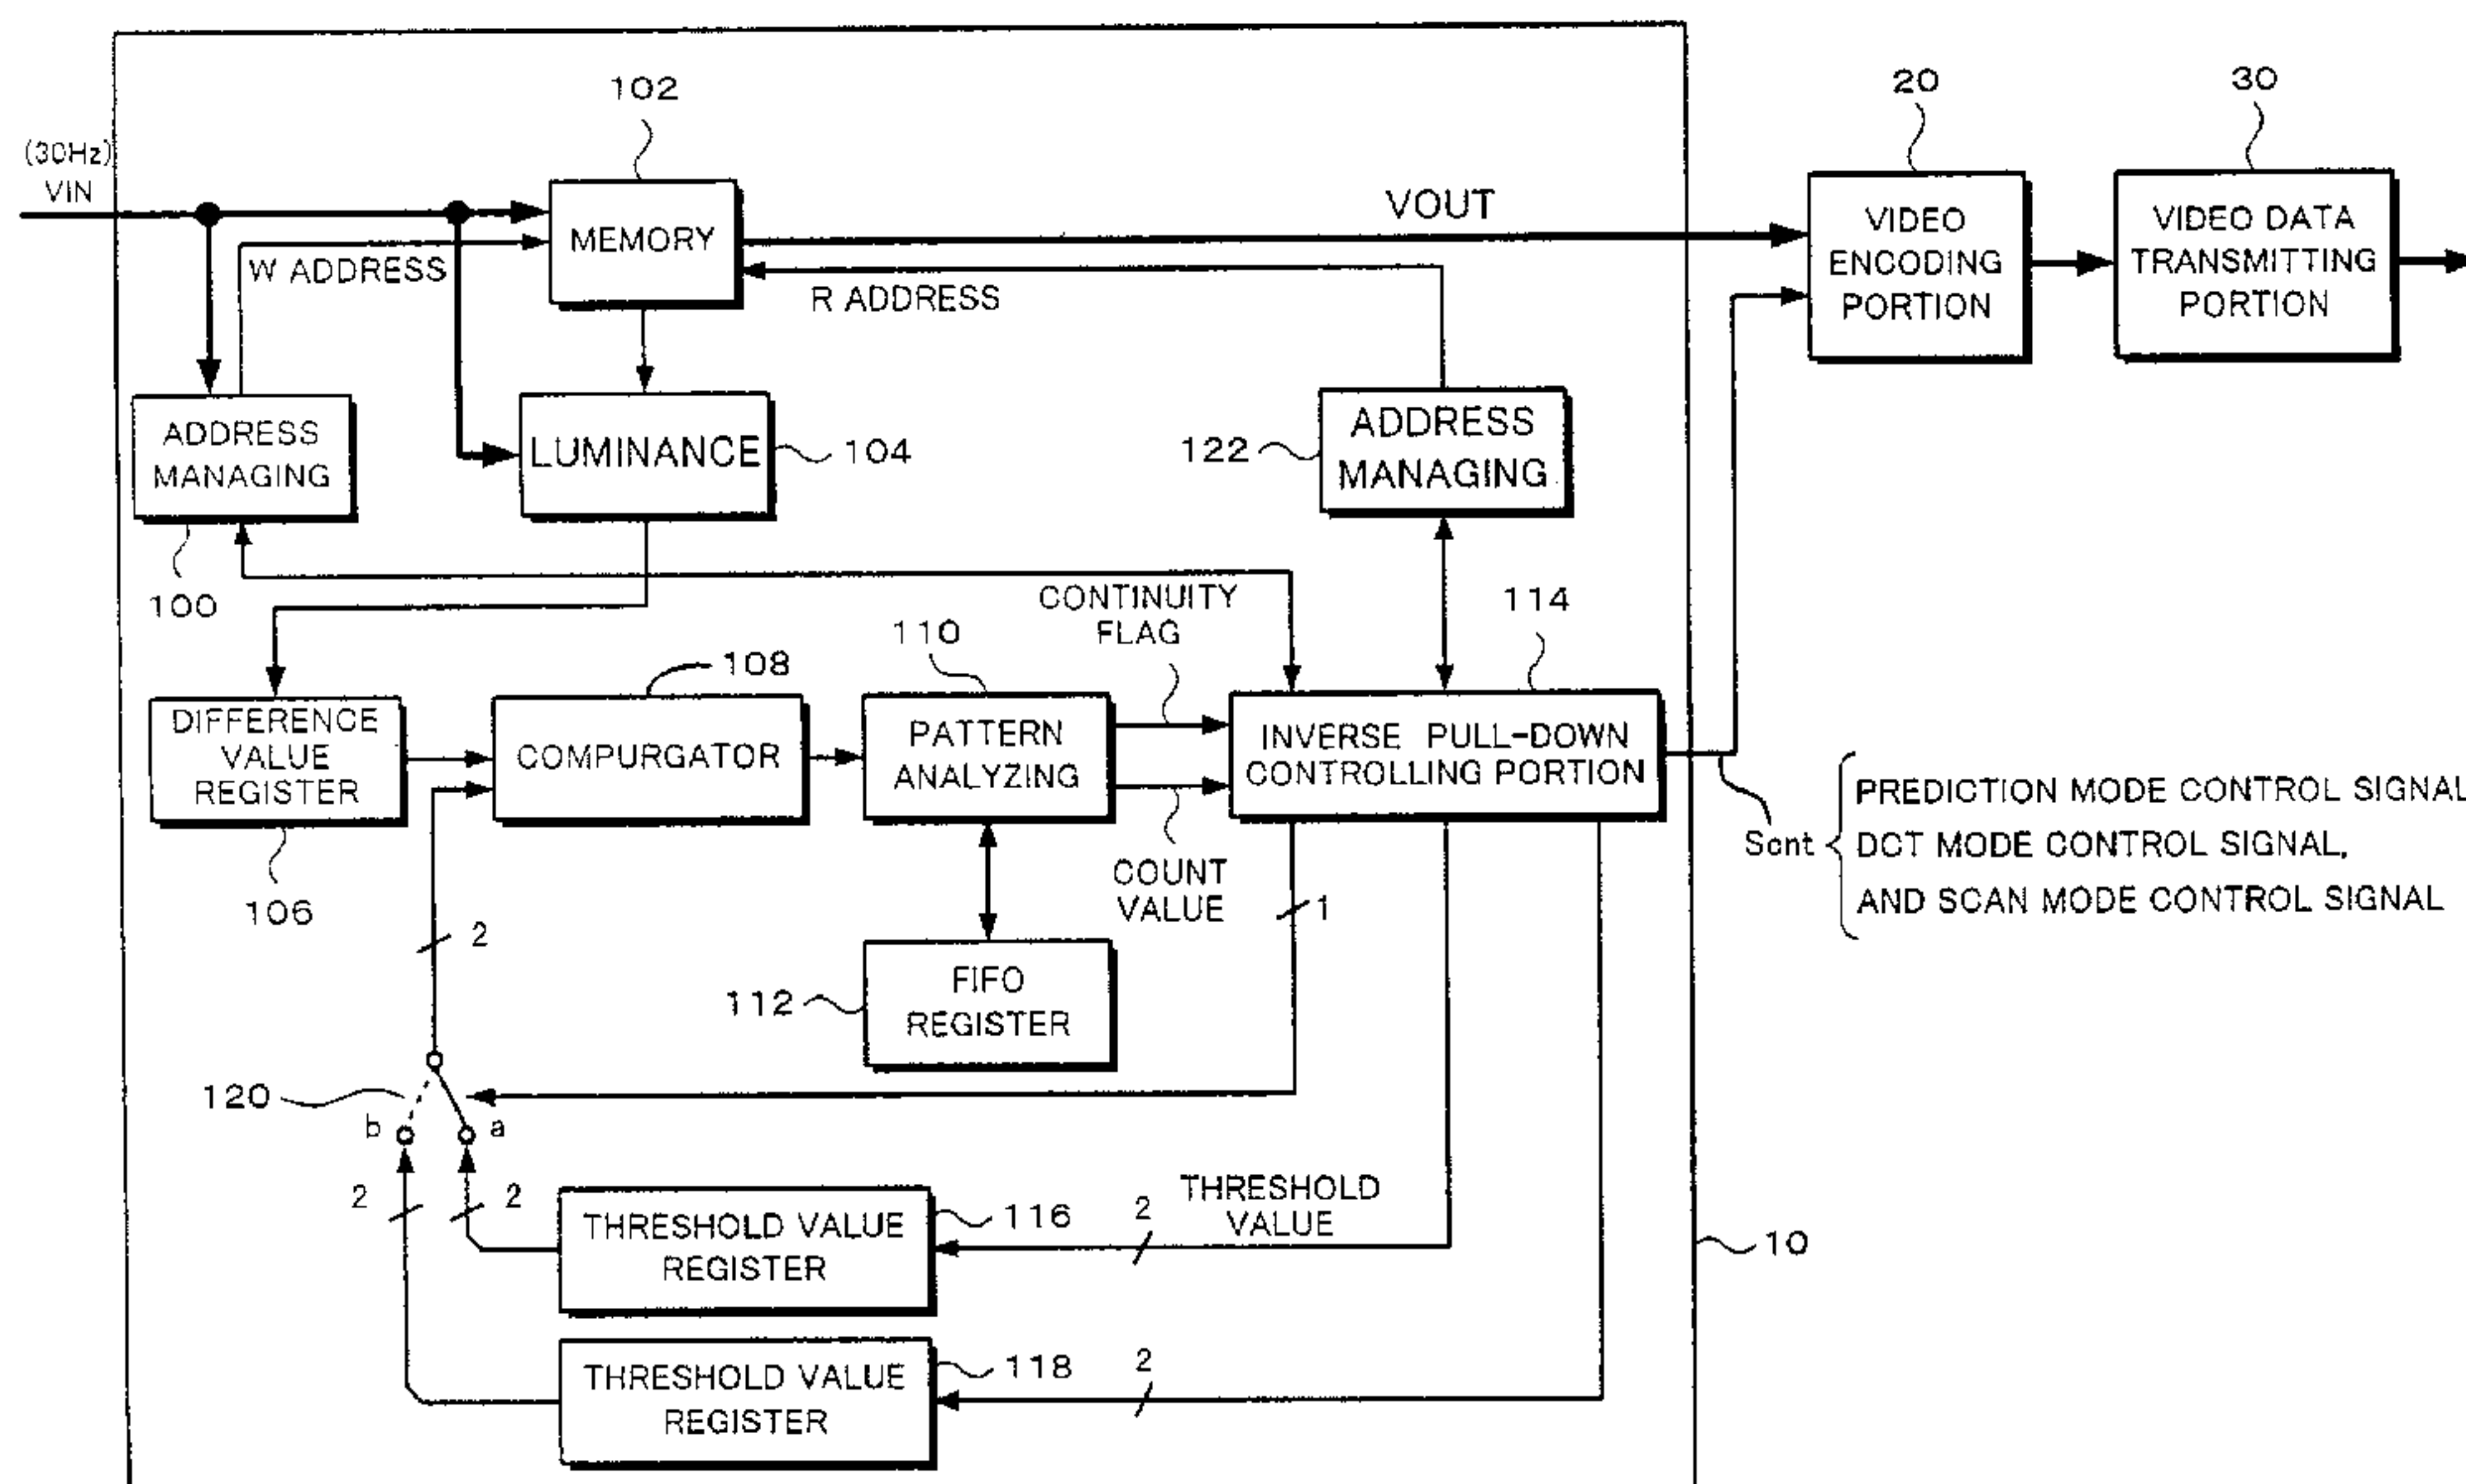 102
20
30
(30Hz)
VIN
MEMORY
VOUT
W ADDRESS
R ADDRESS
VIDEO
ENCODING
PORTION
VIDEO DATA
TRANSMITTING
PORTION
ADDRESS
MANAGING
LUMINANCE
104
122
ADDRESS
MANAGING
100
CONTINUITY
FLAG
114
110
108
DIFFERENCE
VALUE
REGISTER
COMPURGATOR
PATTERN
ANALYZING
INVERSE PULL-DOWN
CONTROLLING PORTION
Scnt
PREDICTION MODE CONTROL SIGNAL
DCT MODE CONTROL SIGNAL,
AND SCAN MODE CONTROL SIGNAL
106
COUNT
VALUE
1
2
112
FIFO
REGISTER
120
b
a
2
2
THRESHOLD VALUE
REGISTER
116
2
THRESHOLD
VALUE
10
THRESHOLD VALUE
REGISTER
118
2